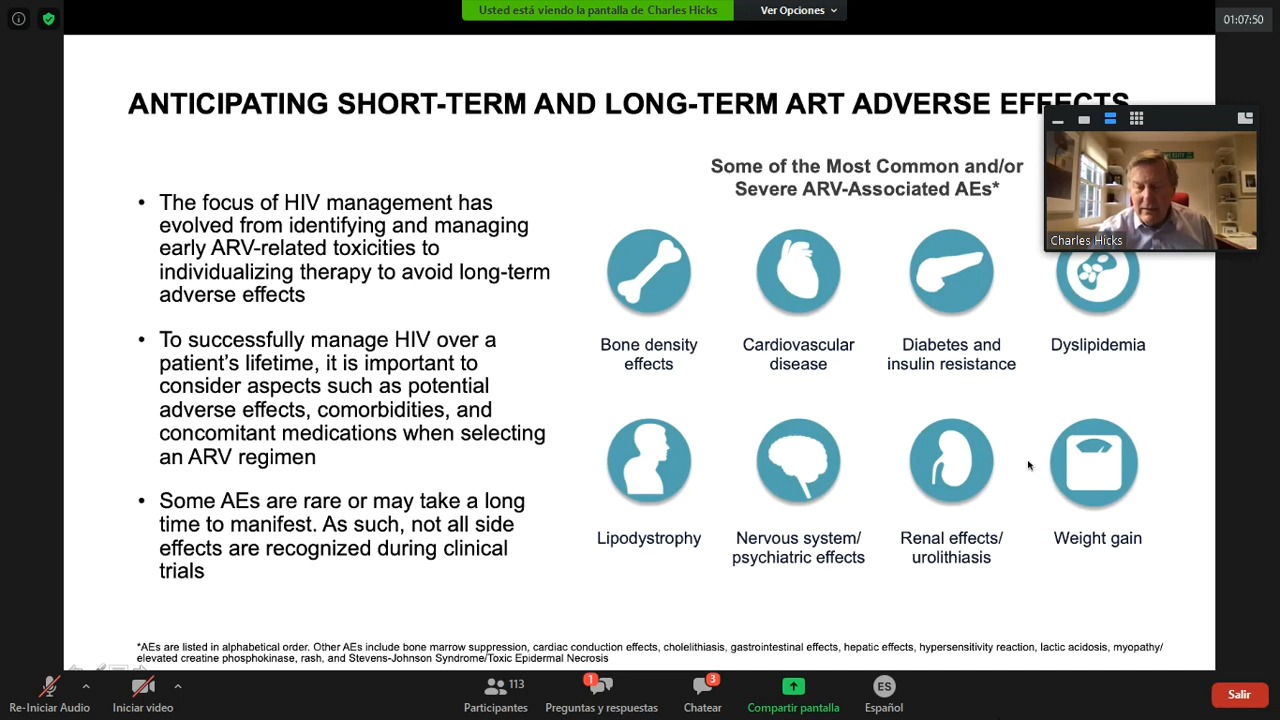 Usted está viendo la pantalla de Charles Hicks
Ver Opciones
01:07:50
ANTICIPATING SHORT-TERM AND LONG-TERM ART ADVERSE EFFECTS
Charles Hicks
• The focus of HIV management has
evolved from identifying and managing
early ARV-related toxicities to
individualizing therapy to avoid long-term
adverse effects
• To successfully manage HIV over a
patient's lifetime, it is important to
consider aspects such as potential
adverse effects, comorbidities, and
concomitant medications when selecting
an ARV regimen
• Some AEs are rare or may take a long
time to manifest. As such, not all side
effects are recognized during clinical
trials
Some of the Most Common and/or
Severe ARV-Associated AEs*
Bone density
effects
Cardiovascular
disease
Diabetes and
insulin resistance
Dyslipidemia
Lipodystrophy
Nervous system/
psychiatric effects
Renal effects/
urolithiasis
Weight gain
*AEs are listed in alphabetical order. Other AEs include bone marrow suppression, cardiac conduction effects, cholelithiasis, gastrointestinal effects, hepatic effects, hypersensitivity reaction, lactic acidosis, myopathy/
elevated creatine phosphokinase, rash, and Stevens-Johnson Syndrome/Toxic Epidermal Necrosis
Re-Iniciar Audio
Iniciar video
113
Participantes
1
Preguntas y respuestas
3
Chatear
Compartir pantalla
ES
Español
Salir